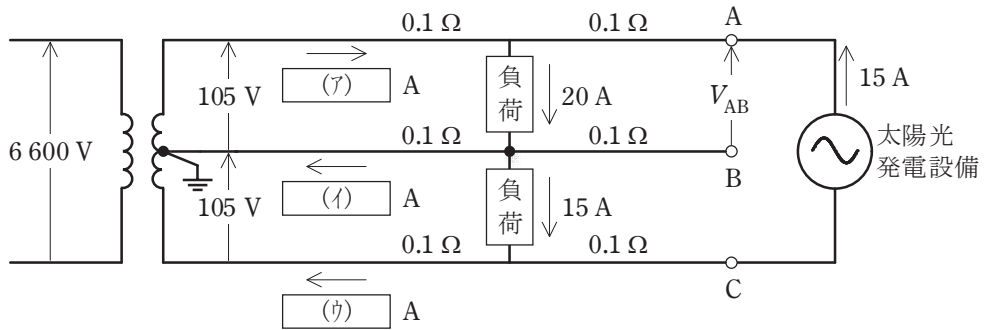 0.1 Ω 0.1 Ω A
(ア) A
負荷
20 A
15 A
105 V
V_AB
6 600 V
0.1 Ω 0.1 Ω
太陽光
発電設備
B
(イ) A
負荷
15 A
105 V
0.1 Ω 0.1 Ω
C
(ウ) A